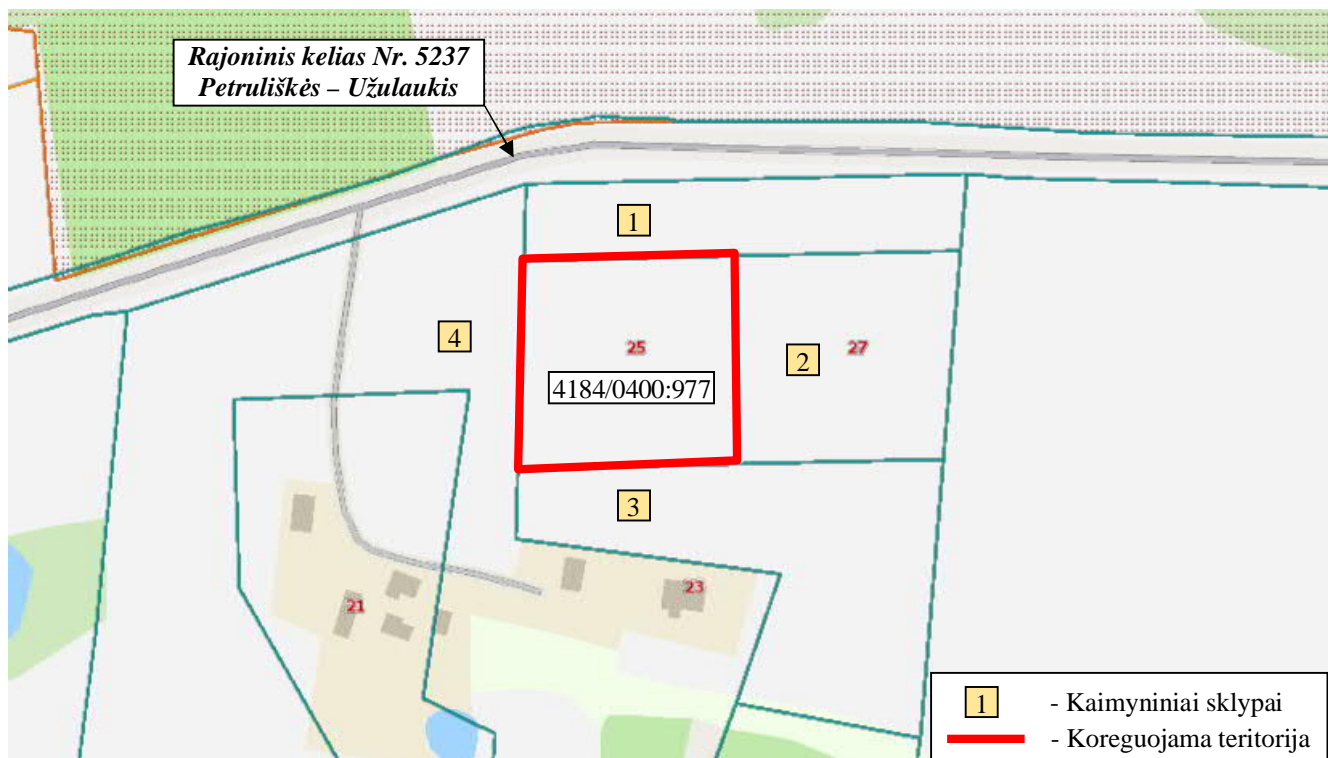 Rajoninis kelias Nr. 5237
Petruliškės – Užulaukis
1
4
25
2
27
4184/0400:977
3
23
21
1 - Kaimyniniai sklypai
- Koreguojama teritorija